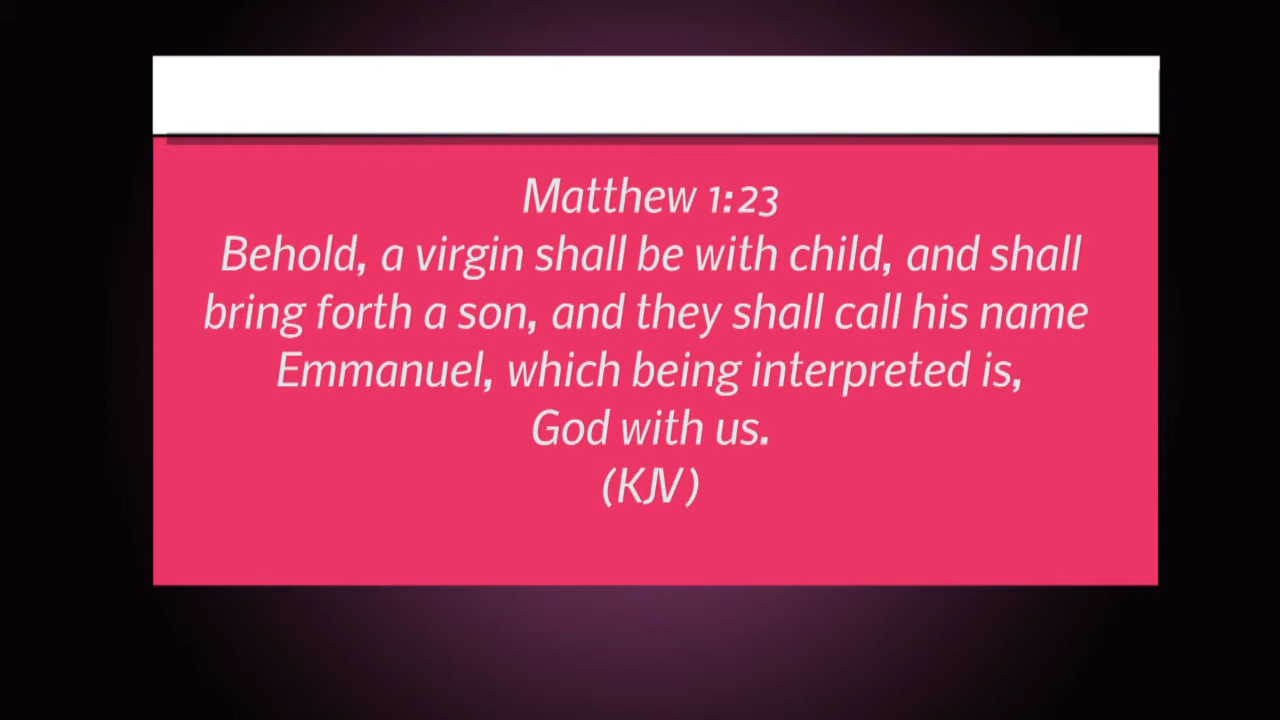 Matthew 1:23
Behold, a virgin shall be with child, and shall
bring forth a son, and they shall call his name
Emmanuel, which being interpreted is,
God with us.
(KJV)